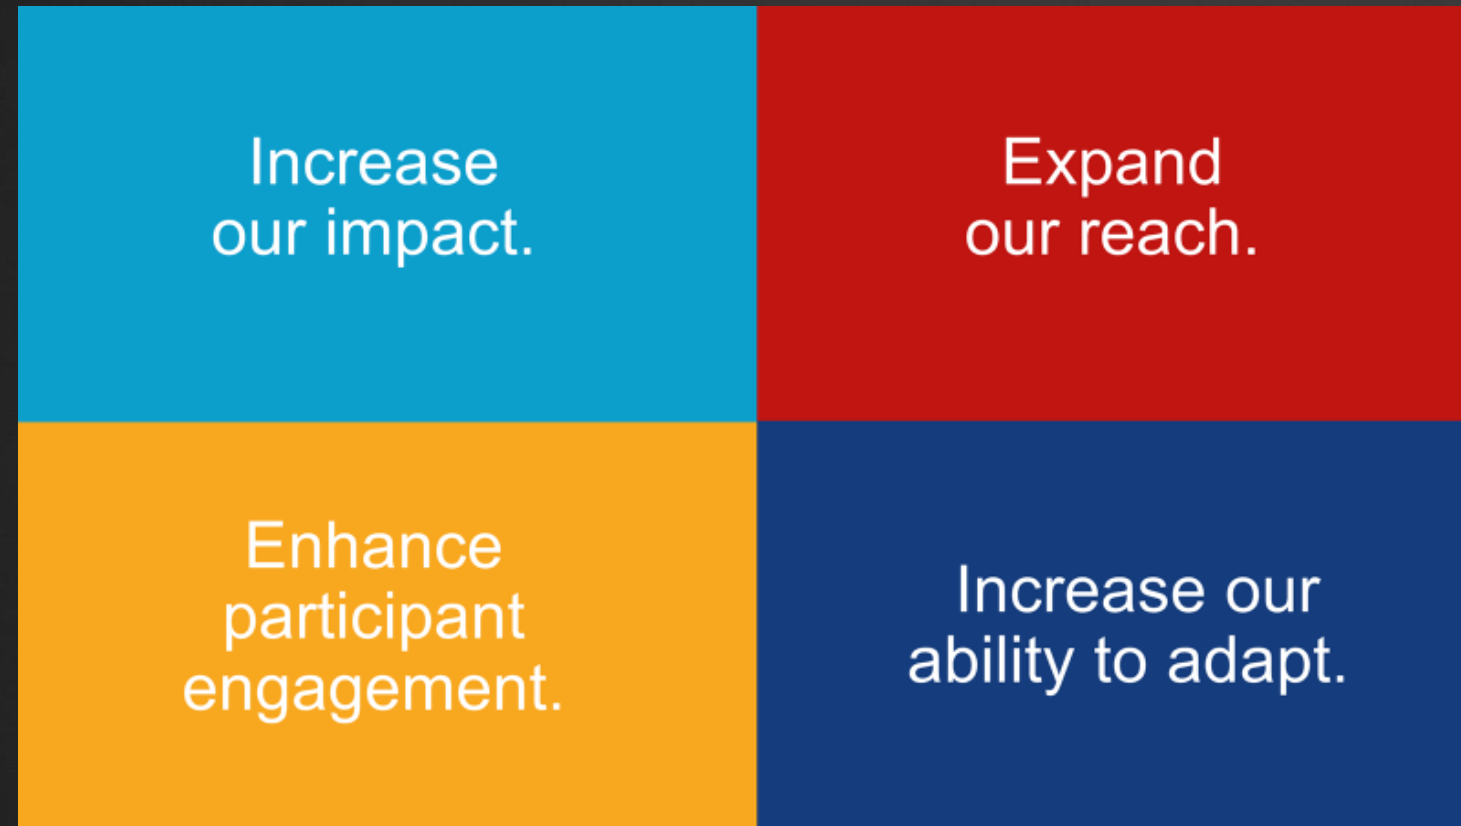 Increase
our impact.
Expand
our reach.
Enhance
participant
engagement.
Increase our
ability to adapt.